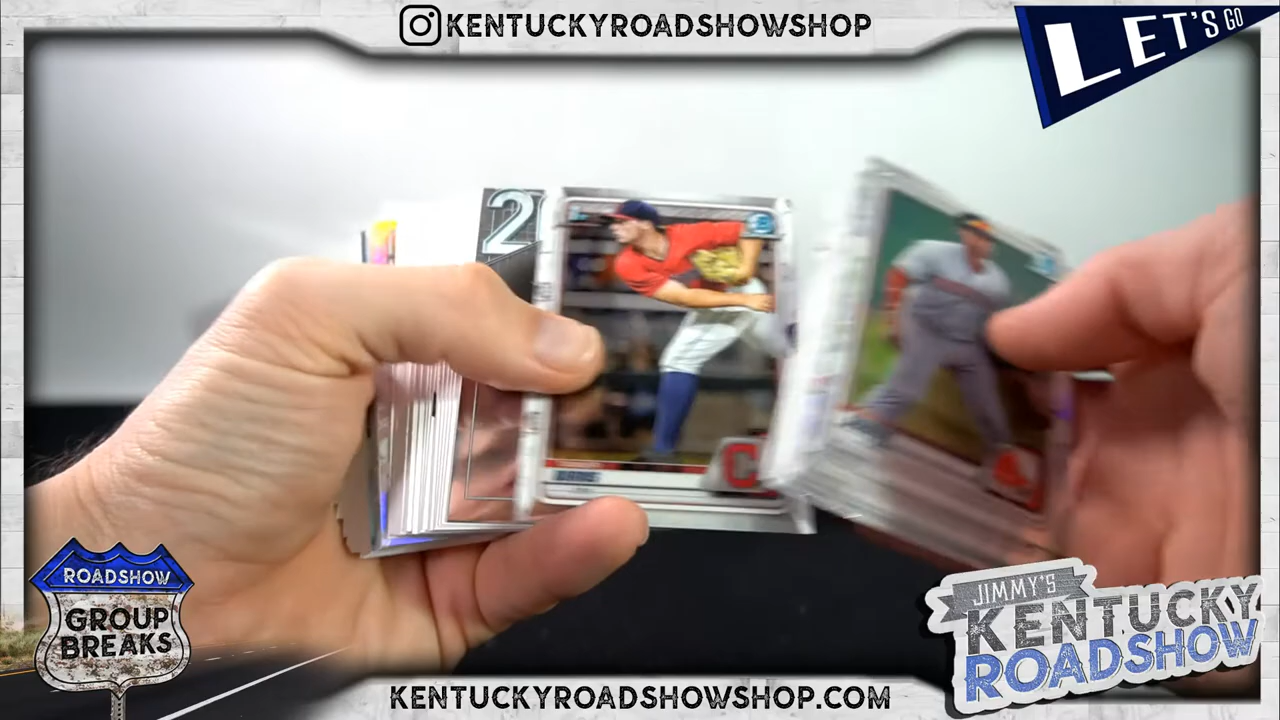 KENTUCKYROADSHOWSHOP
LET'S GO
2
C
ROADSHOW
GROUP
BREAKS
JIMMY'S
KENTUCKY
ROADSHOW
KENTUCKYROADSHOWSHOP.COM